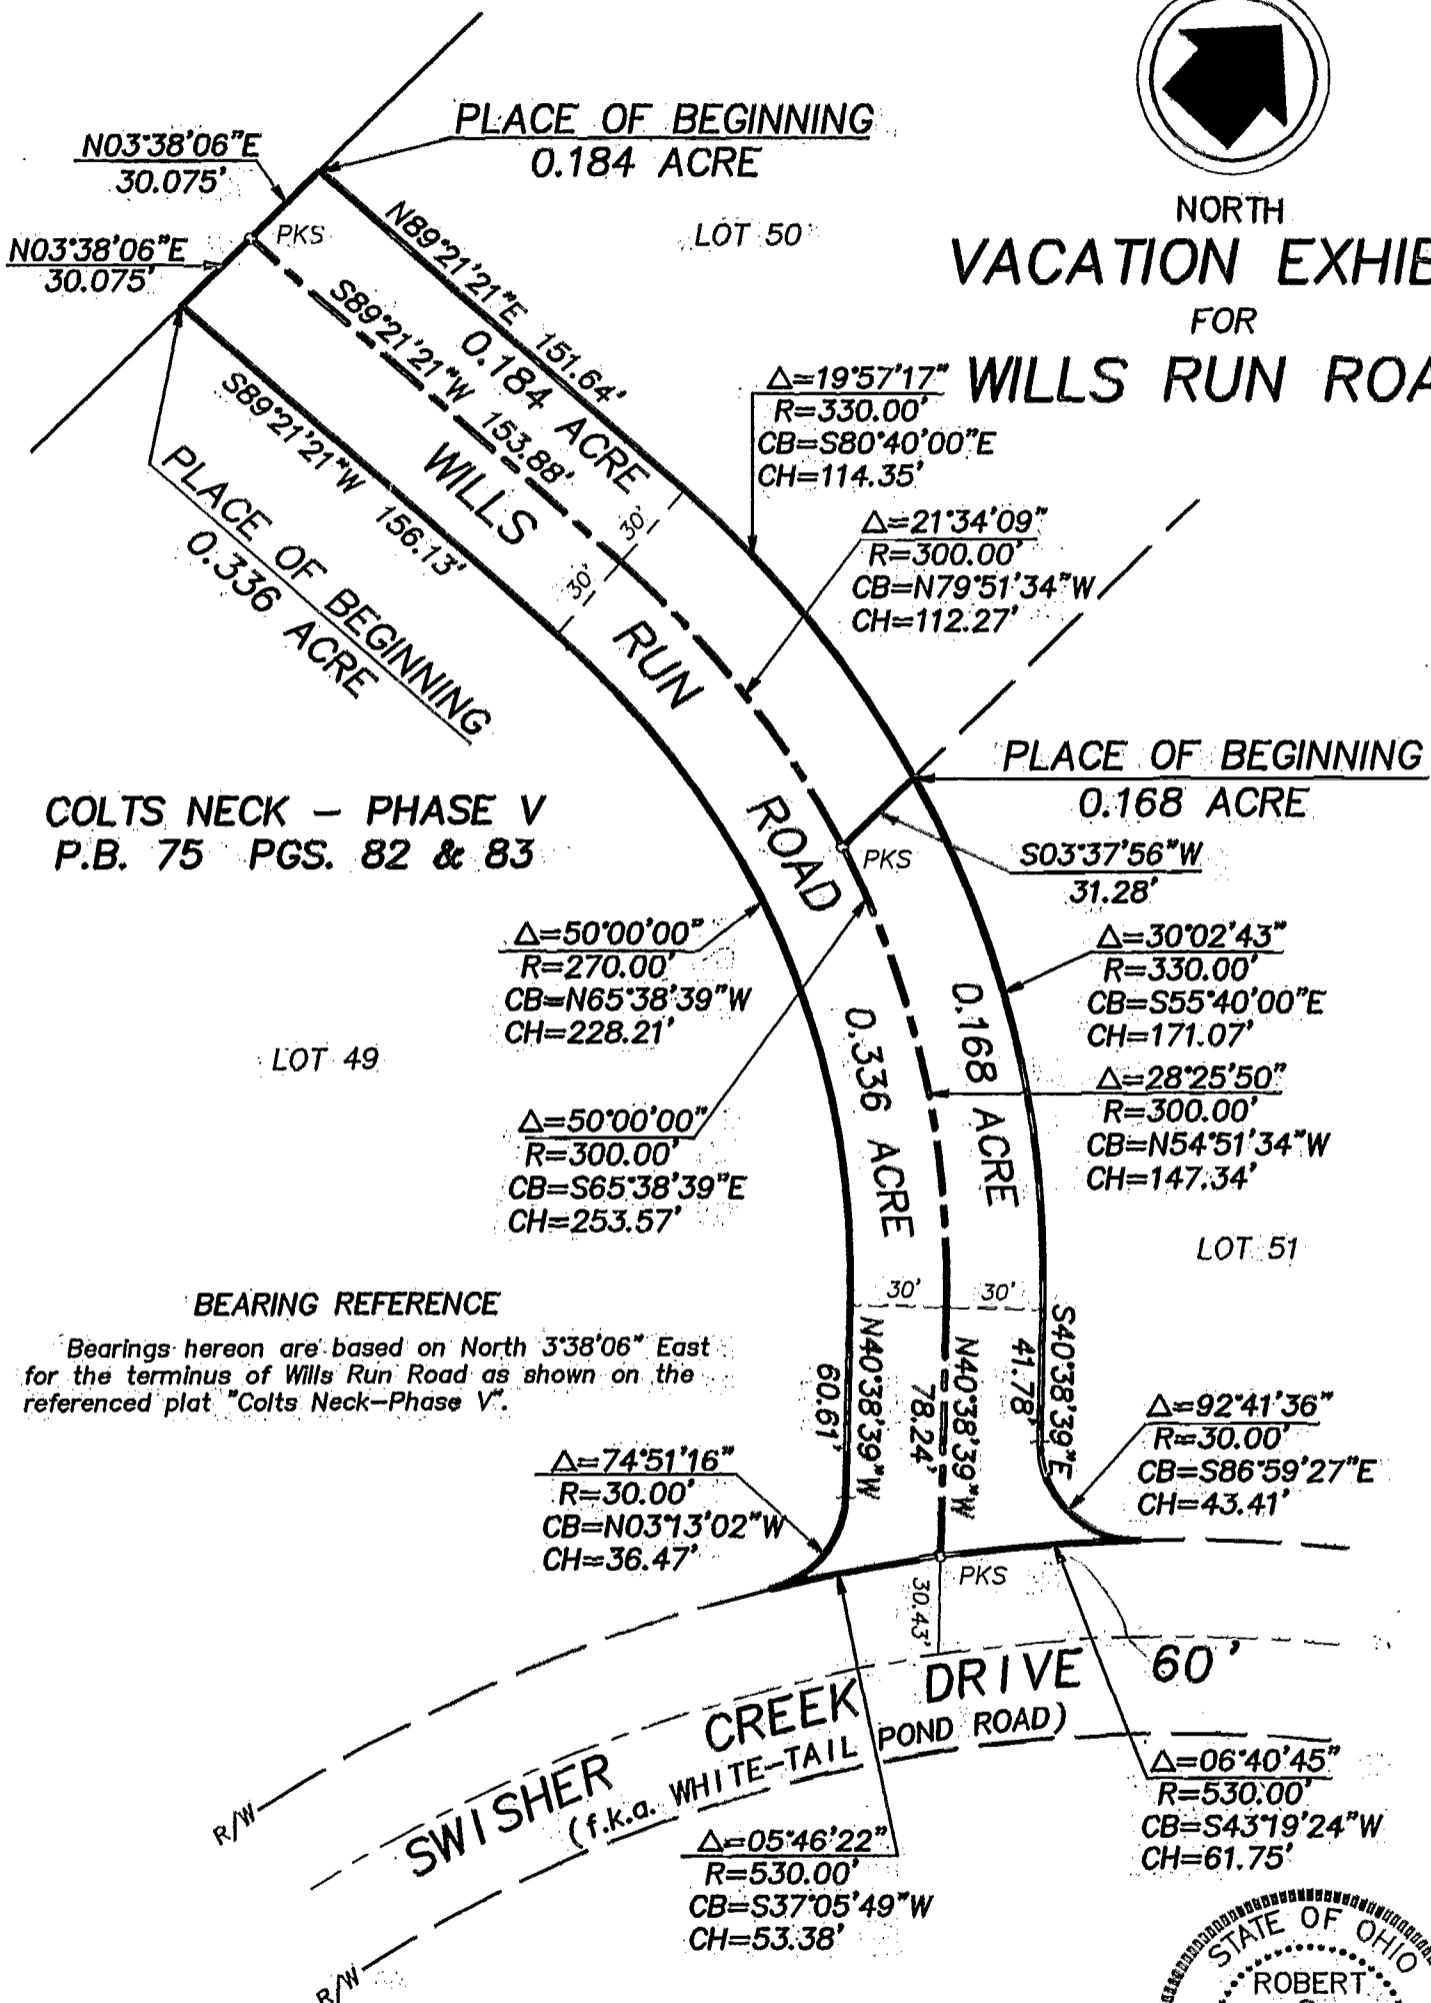 NORTH
VACATION EXHIB
FOR
WILLS RUN ROA
PLACE OF BEGINNING
0.184 ACRE
N03°38'06"E
30.075'
N03°38'06"E
30.075'
PKS
LOT 50
N89°21'21"E 151.64'
0.184 ACRE
S89°21'21"W 153.88'
S89°21'21"W 156.13'
WILLS RUN ROAD
30'
30'
PLACE OF BEGINNING
0.336 ACRE
Δ=19°57'17"
R=330.00'
CB=S80°40'00"E
CH=114.35'
Δ=21°34'09"
R=300.00'
CB=N79°51'34"W
CH=112.27'
PLACE OF BEGINNING
0.168 ACRE
COLTS NECK – PHASE V
P.B. 75 PGS. 82 & 83
PKS
S03°37'56"W
31.28'
Δ=50°00'00"
R=270.00'
CB=N65°38'39"W
CH=228.21'
Δ=30°02'43"
R=330.00'
CB=S55°40'00"E
CH=171.07'
LOT 49
0.336 ACRE
0.168 ACRE
Δ=28°25'50"
R=300.00'
CB=N54°51'34"W
CH=147.34'
Δ=50°00'00"
R=300.00'
CB=S65°38'39"E
CH=253.57'
LOT 51
30'
30'
BEARING REFERENCE
Bearings hereon are based on North 3°38'06" East
for the terminus of Wills Run Road as shown on the
referenced plat "Colts Neck–Phase V".
N40°38'39"W
60.61'
N40°38'39"W
78.24'
S40°38'39"E
41.78'
Δ=92°41'36"
R=30.00'
CB=S86°59'27"E
CH=43.41'
Δ=74°51'16"
R=30.00'
CB=N03°13'02"W
CH=36.47'
PKS
30.43'
60'
SWISHER CREEK DRIVE
(f.k.a. WHITE-TAIL POND ROAD)
R/W
R/W
Δ=06°40'45"
R=530.00'
CB=S43°19'24"W
CH=61.75'
Δ=05°46'22"
R=530.00'
CB=S37°05'49"W
CH=53.38'
STATE OF OHIO
ROBERT